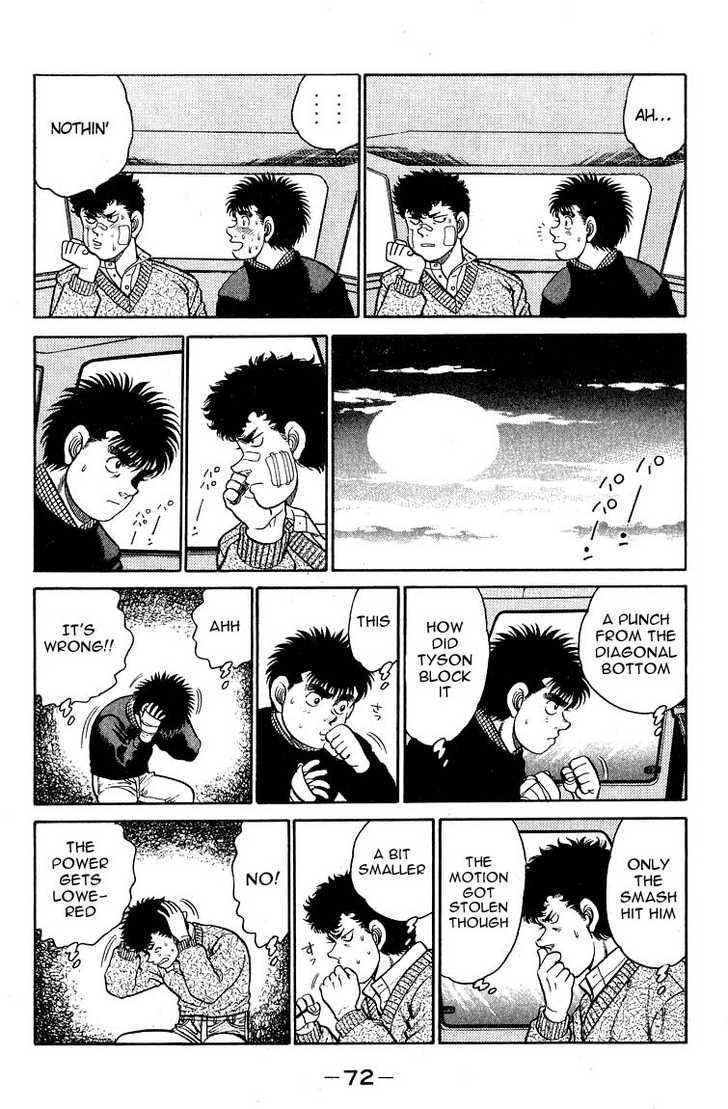 AH...
......
NOTHIN'
A PUNCH
FROM THE
DIAGONAL
BOTTOM
HOW
DID
TYSON
BLOCK
IT
THIS
AHH
IT'S
WRONG!!
ONLY
THE
SMASH
HIT HIM
THE
MOTION
GOT
STOLEN
THOUGH
A BIT
SMALLER
NO!
THE
POWER
GETS
LOWE-
RED
-72-